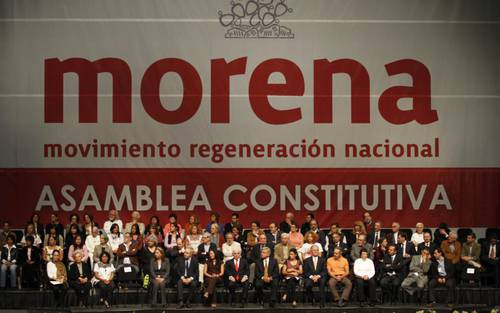 morena
movimiento regeneración nacional
ASAMBLEA CONSTITUTIVA